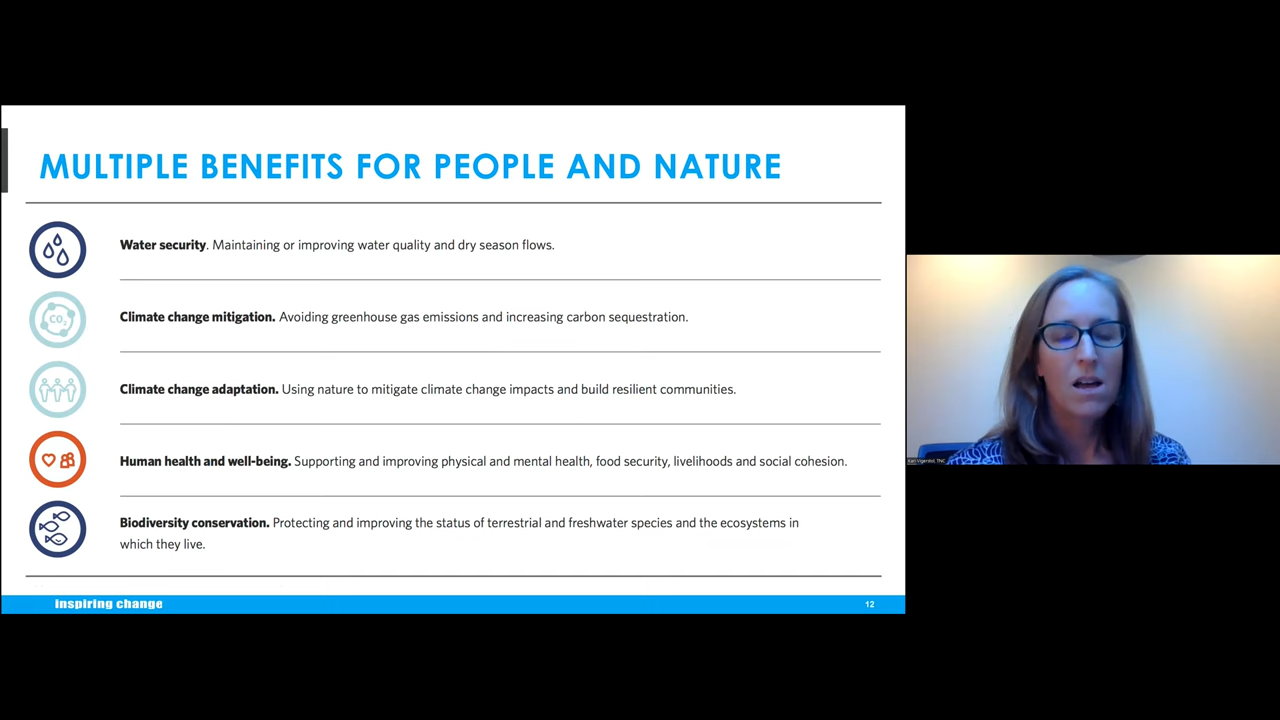 MULTIPLE BENEFITS FOR PEOPLE AND NATURE
Water security. Maintaining or improving water quality and dry season flows.
CO2
Climate change mitigation. Avoiding greenhouse gas emissions and increasing carbon sequestration.
Climate change adaptation. Using nature to mitigate climate change impacts and build resilient communities.
Human health and well-being. Supporting and improving physical and mental health, food security, livelihoods and social cohesion.
Biodiversity conservation. Protecting and improving the status of terrestrial and freshwater species and the ecosystems in
which they live.
inspiring change
12
Kari Vigerstol, TNC